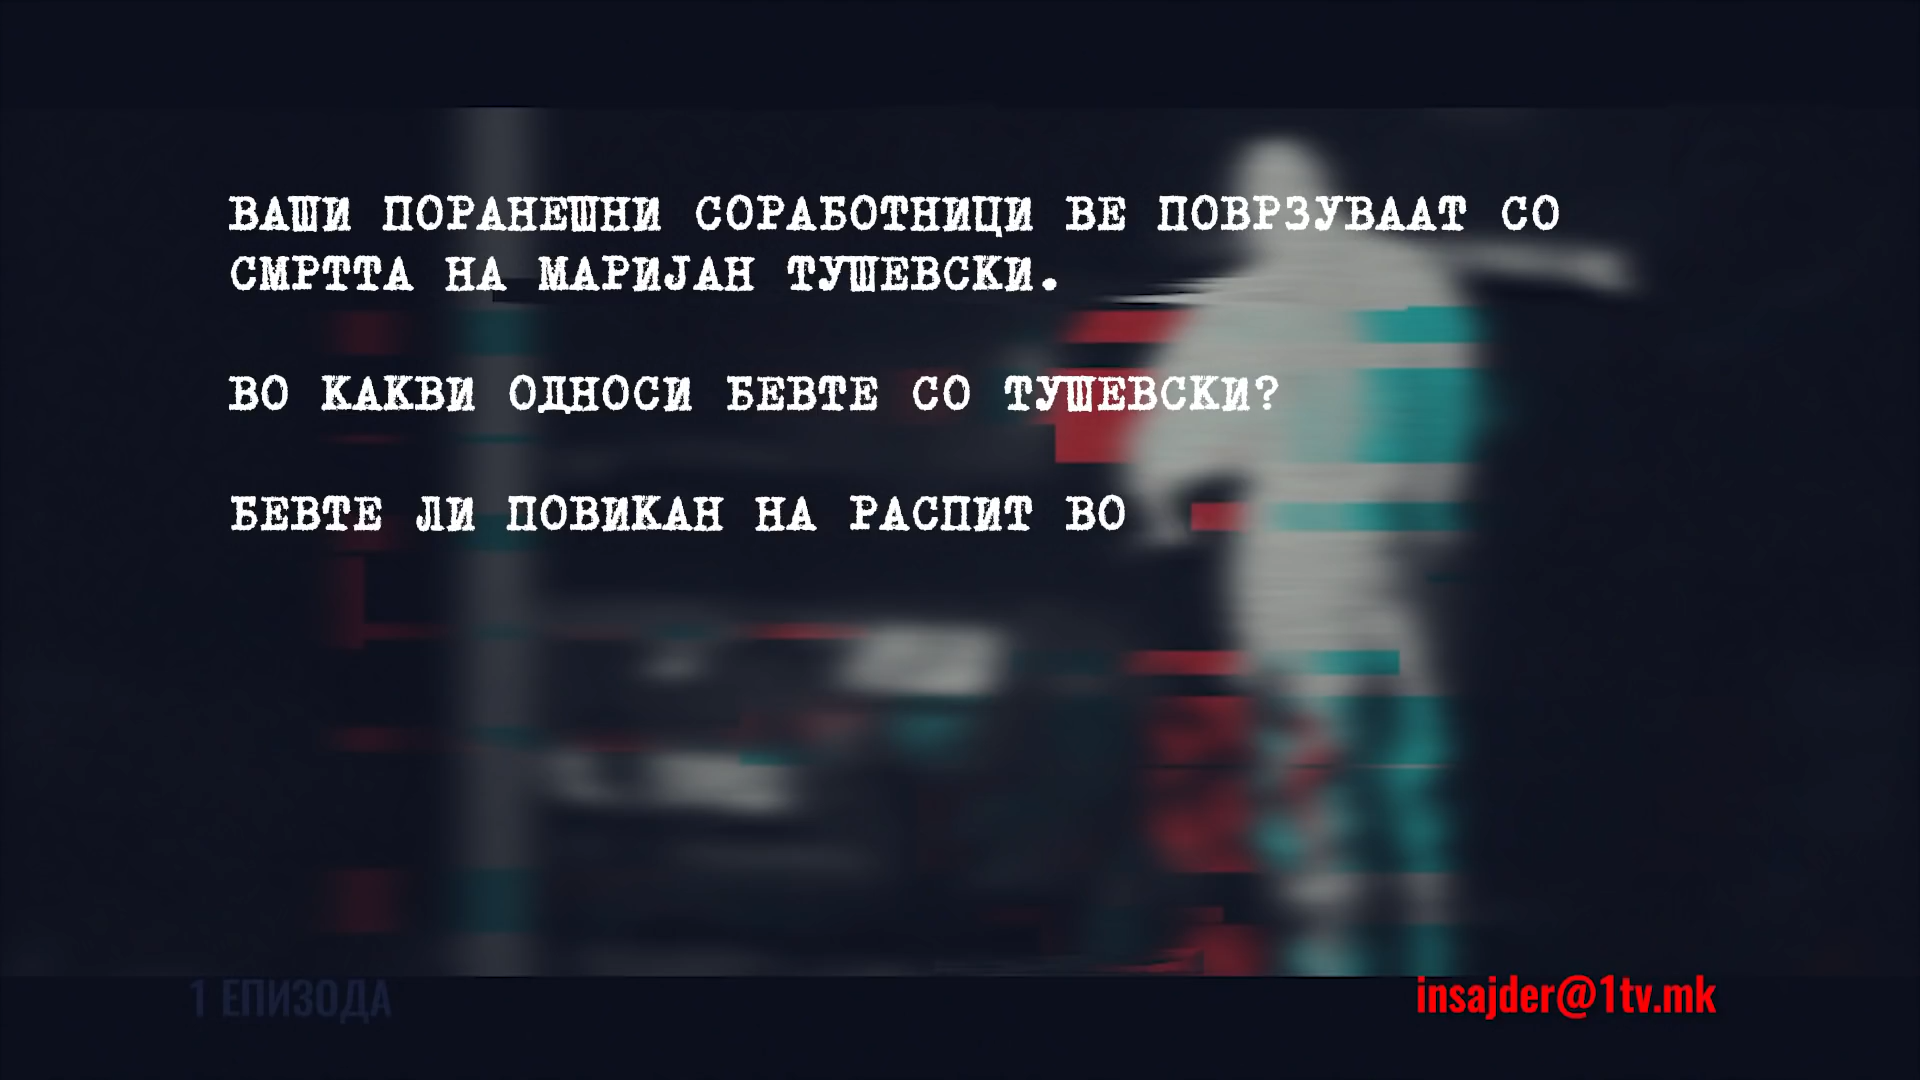 ВАШИ ПОРАНЕШНИ СОРАБОТНИЦИ ВЕ ПОВРЗУВААТ СО
СМРТТА НА МАРИЈАН ТУШЕВСКИ.
ВО КАКВИ ОДНОСИ БЕВТЕ СО ТУШЕВСКИ?
БЕВТЕ ЛИ ПОВИКАН НА РАСПИТ ВО
1 ЕПИЗОДА
insajder@1tv.mk